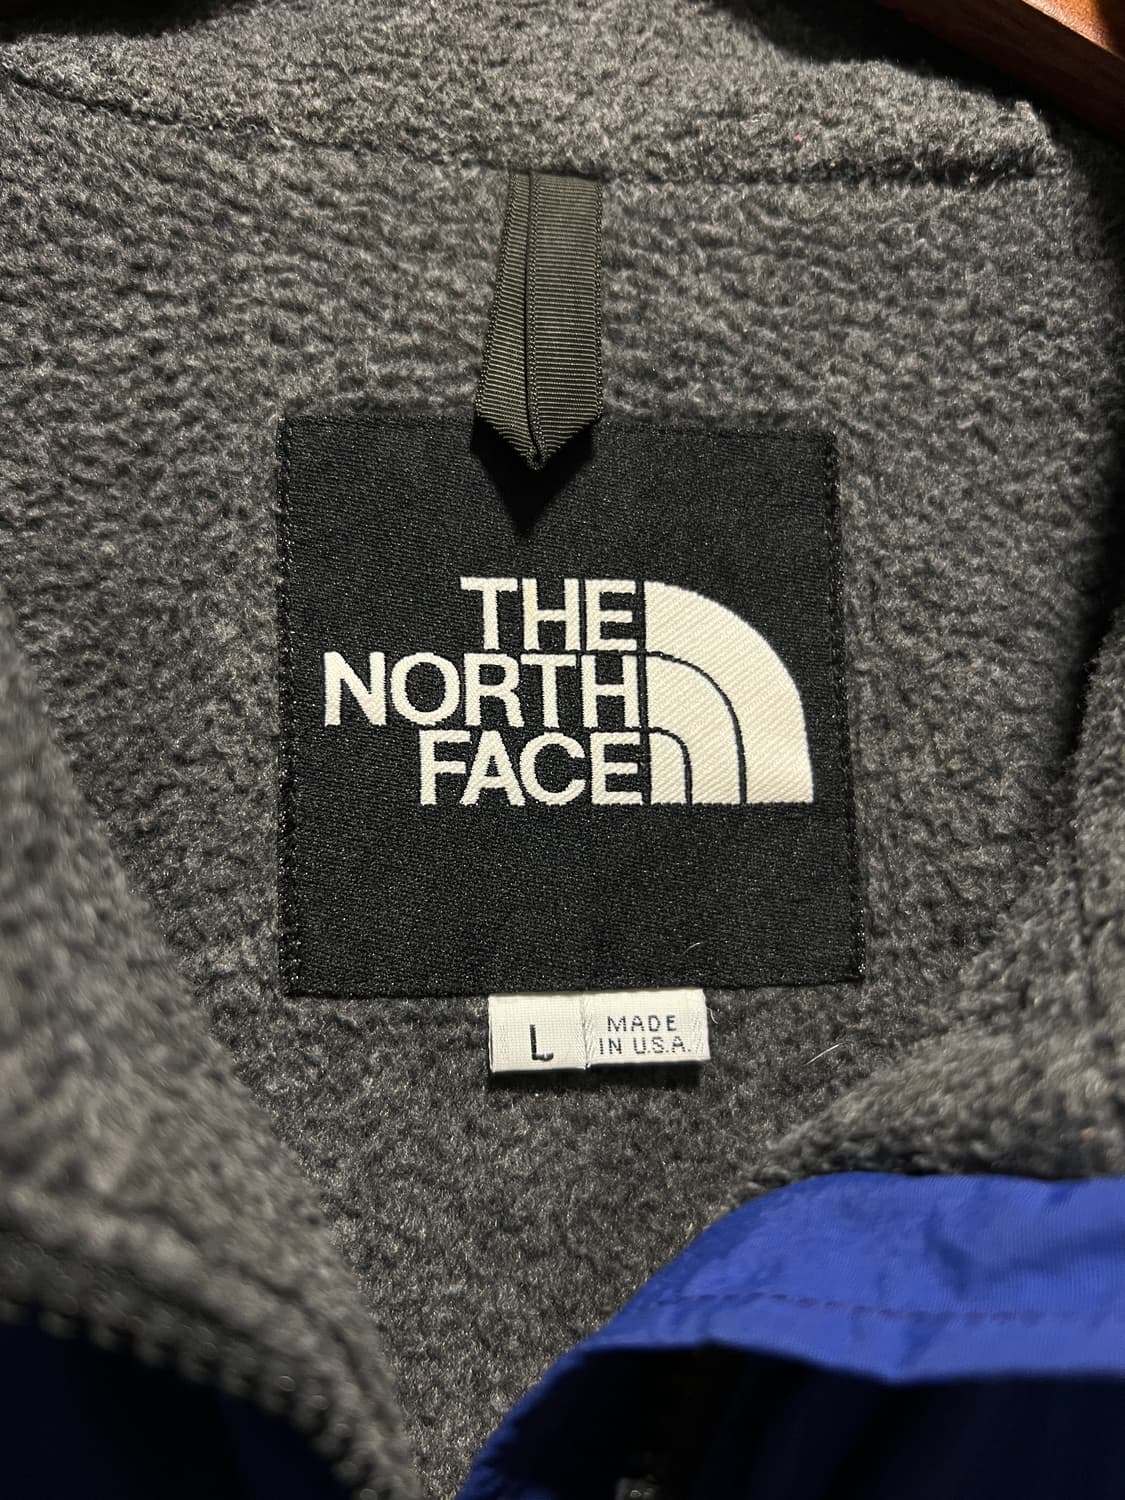 THE
NORTH
FACE
L
MADE
IN U.S.A.